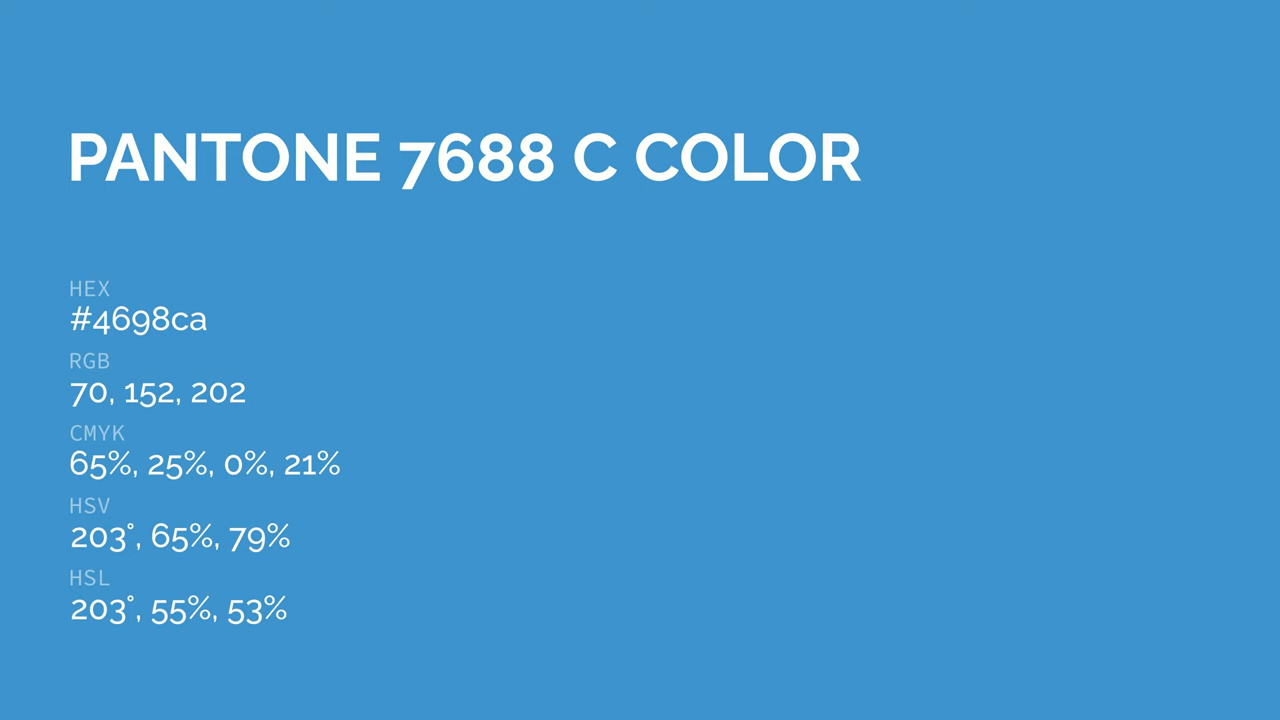 PANTONE 7688 C COLOR
HEX
#4698ca
RGB
70, 152, 202
CMYK
65%, 25%, 0%, 21%
HSV
203°, 65%, 79%
HSL
203°, 55%, 53%